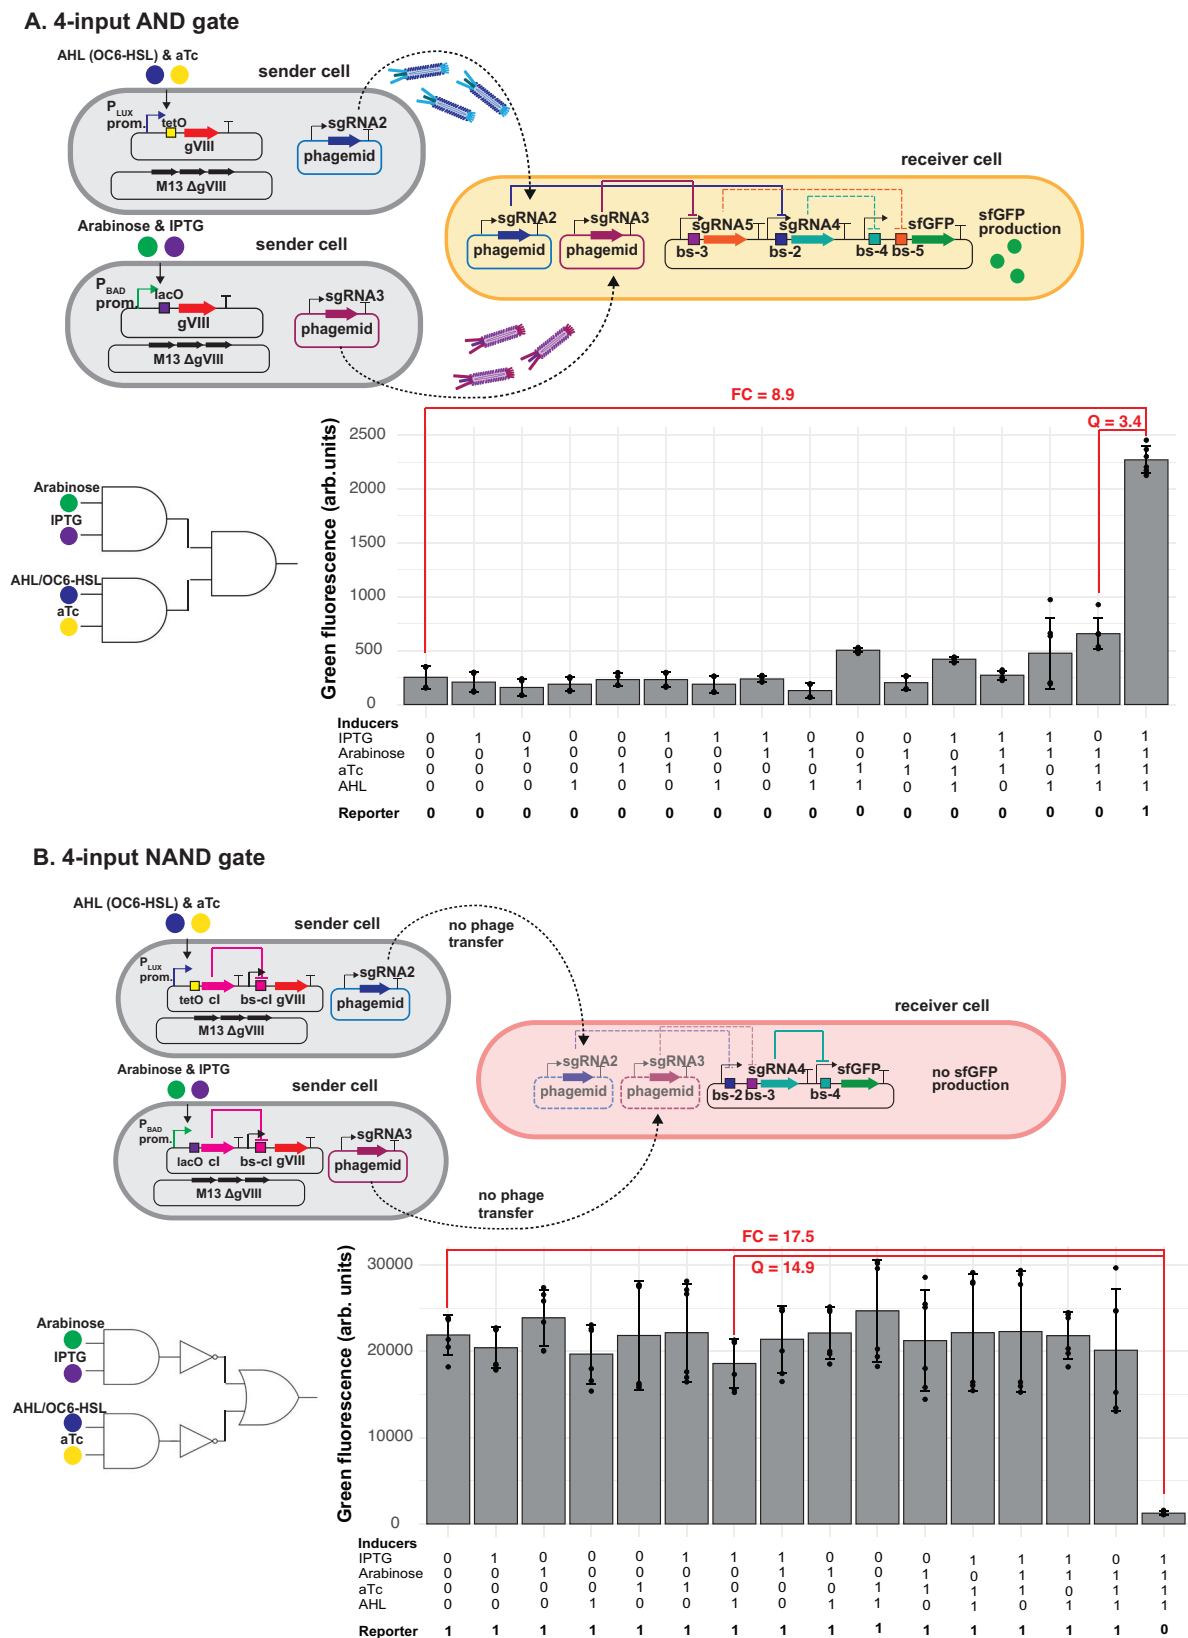 A. 4-input AND gate
AHL (OC6-HSL) & aTc
sender cell
P_LUX prom.
tetO
gVIII
M13 ΔgVIII
sgRNA2
phagemid
Arabinose & IPTG
sender cell
P_BAD prom.
lacO
gVIII
M13 ΔgVIII
sgRNA3
phagemid
receiver cell
sgRNA2
phagemid
sgRNA3
phagemid
sgRNA5
sgRNA4
sfGFP
bs-3
bs-2
bs-4
bs-5
sfGFP
production
Arabinose
IPTG
AHL/OC6-HSL
aTc
FC = 8.9
Q = 3.4
Green fluorescence (arb.units)
2500
2000
1500
1000
500
0
Inducers
IPTG 0 1 0 0 0 1 1 1 0 0 0 1 1 1 0 1
Arabinose 0 0 1 0 0 0 0 1 1 0 1 0 1 1 1 1
aTc 0 0 0 0 1 1 0 0 0 1 1 1 1 0 1 1
AHL 0 0 0 1 0 0 1 0 1 1 0 1 0 1 1 1
Reporter 0 0 0 0 0 0 0 0 0 0 0 0 0 0 0 1
B. 4-input NAND gate
AHL (OC6-HSL) & aTc
sender cell
P_LUX prom.
tetO cI
bs-cI gVIII
M13 ΔgVIII
sgRNA2
phagemid
no phage
transfer
Arabinose & IPTG
sender cell
P_BAD prom.
lacO cI
bs-cI gVIII
M13 ΔgVIII
sgRNA3
phagemid
no phage
transfer
receiver cell
sgRNA2
phagemid
sgRNA3
phagemid
sgRNA4
sfGFP
bs-2 bs-3
bs-4
no sfGFP
production
Arabinose
IPTG
AHL/OC6-HSL
aTc
FC = 17.5
Q = 14.9
Green fluorescence (arb. units)
30000
20000
10000
0
Inducers
IPTG 0 1 0 0 0 1 1 1 0 0 0 1 1 1 0 1
Arabinose 0 0 1 0 0 0 0 1 1 0 1 0 1 1 1 1
aTc 0 0 0 0 1 1 0 0 0 1 1 1 1 0 1 1
AHL 0 0 0 1 0 0 1 0 1 1 0 1 0 1 1 1
Reporter 1 1 1 1 1 1 1 1 1 1 1 1 1 1 1 0